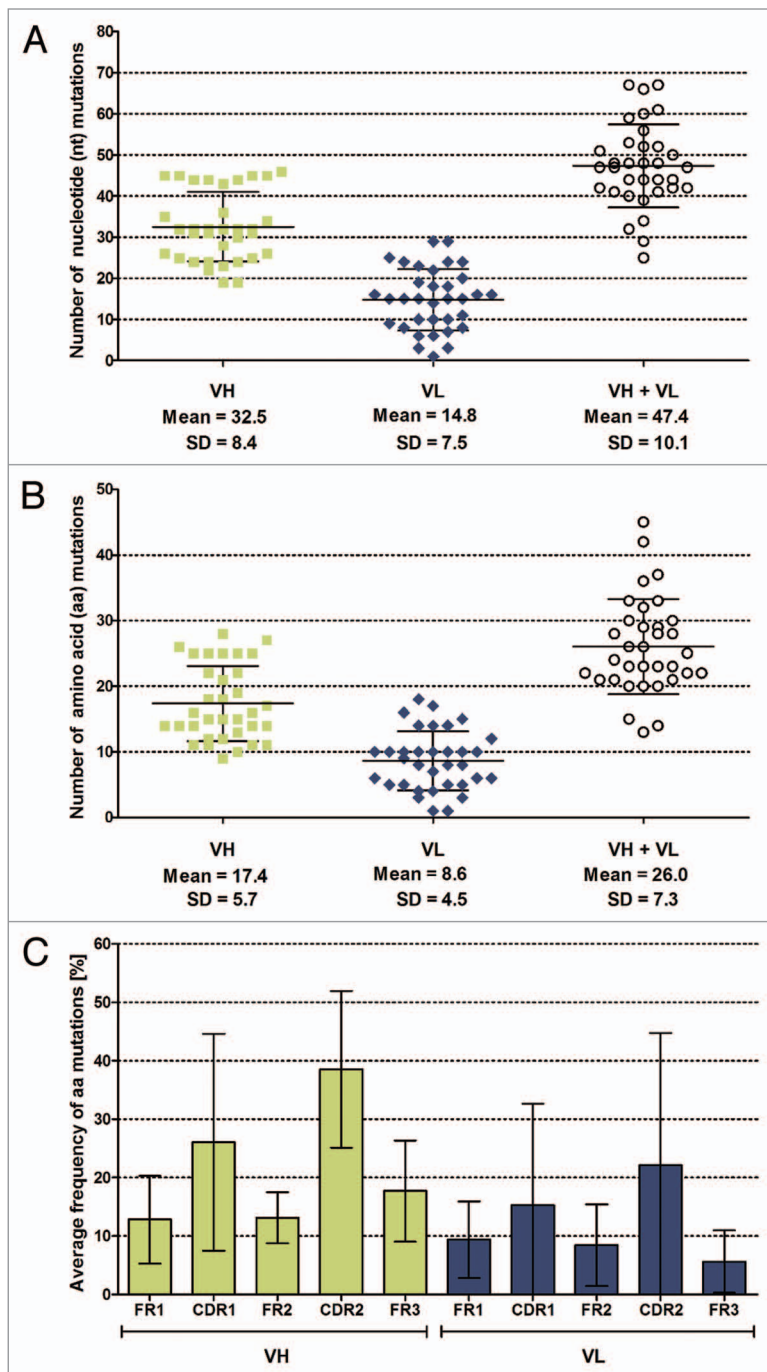 A
Number of nucleotide (nt) mutations
80
70
60
50
40
30
20
10
0
VH VL VH + VL
Mean = 32.5 Mean = 14.8 Mean = 47.4
SD = 8.4 SD = 7.5 SD = 10.1
B
Number of amino acid (aa) mutations
50
40
30
20
10
0
VH VL VH + VL
Mean = 17.4 Mean = 8.6 Mean = 26.0
SD = 5.7 SD = 4.5 SD = 7.3
C
Average frequency of aa mutations [%]
60
50
40
30
20
10
0
FR1 CDR1 FR2 CDR2 FR3 FR1 CDR1 FR2 CDR2 FR3
VH VL